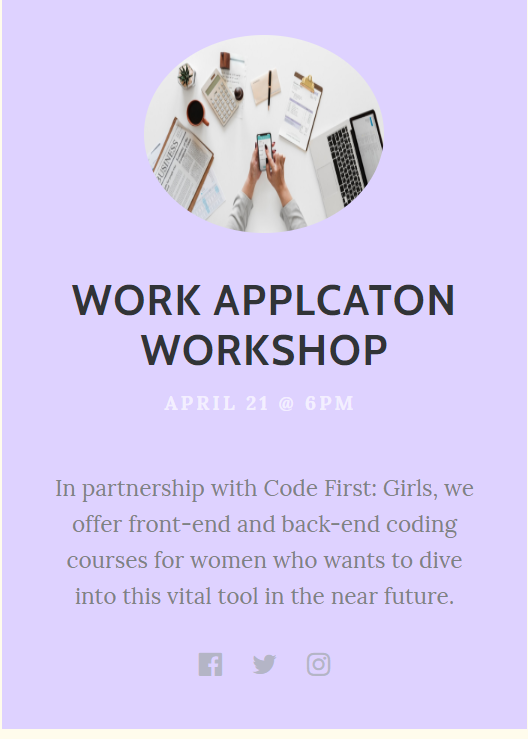 BUSINESS
WORK APPLCATON
WORKSHOP
APRIL 21 @ 6PM
In partnership with Code First: Girls, we
offer front-end and back-end coding
courses for women who wants to dive
into this vital tool in the near future.